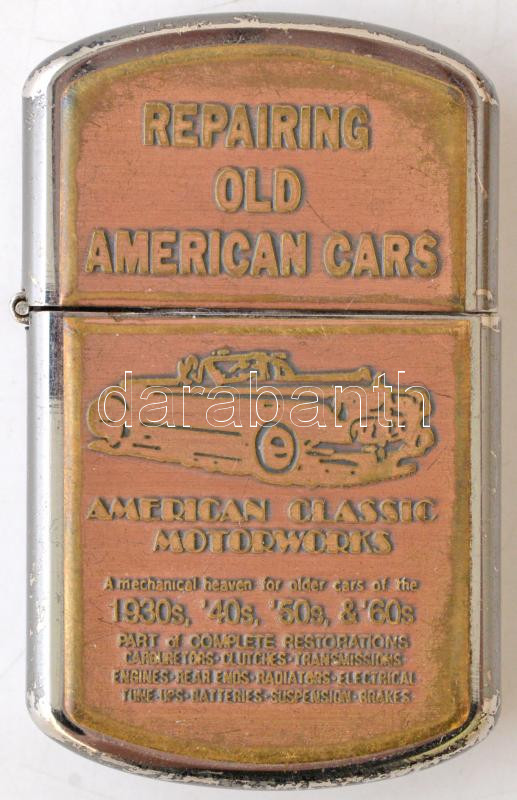 REPAIRING
OLD
AMERICAN CARS
darabanth
AMERICAN CLASSIC
MOTORWORKS
A mechanical heaven for older cars of the
1930s, '40s, '50s, & '60s
PART of COMPLETE RESTORATIONS
CARBURETORS · CLUTCHES · TRANSMISSIONS
ENGINES · REAR ENDS · RADIATORS · ELECTRICAL
TUNE UPS · BATTERIES · SUSPENSION · BRAKES